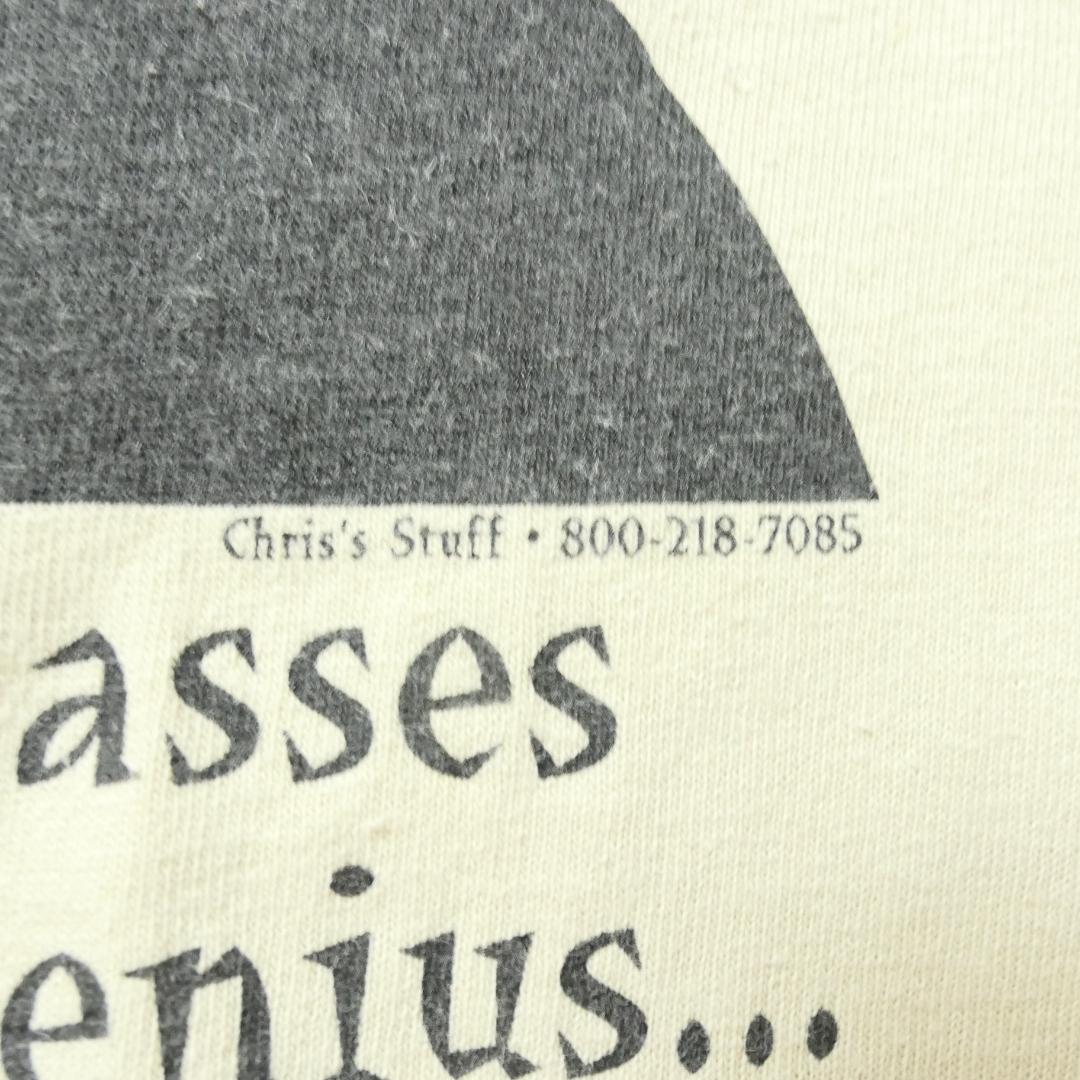 Chris's Stuff • 800-218-7085
asses
enius...